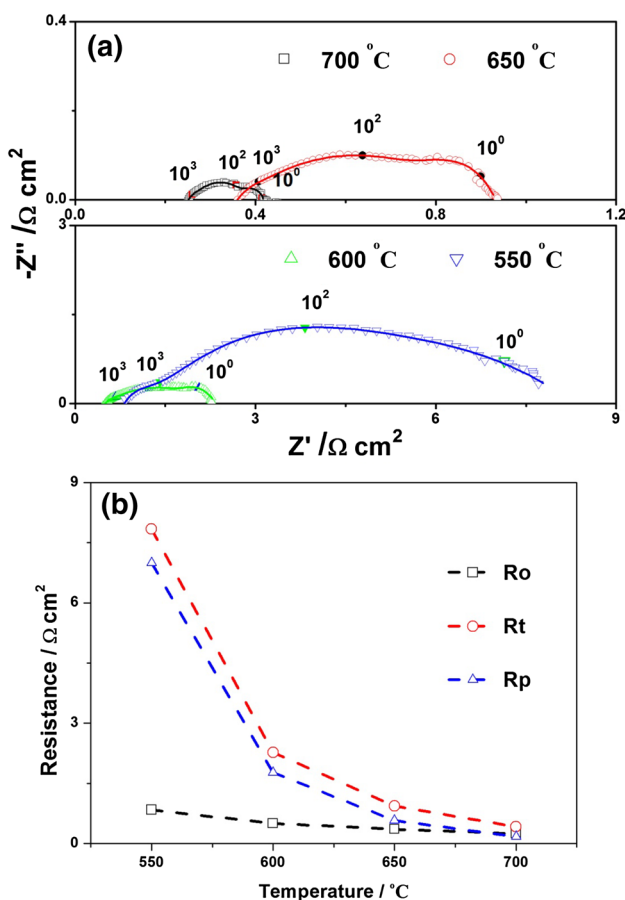 (a)
700 °C
650 °C
0.4
10²
10³
10²
10³
10⁰
10⁰
0.0
0.0
0.4
0.8
1.2
-Z''/Ω cm²
3
600 °C
550 °C
10²
10³
10³
10⁰
10⁰
0
0
3
6
9
Z' /Ω cm²
(b)
9
6
3
0
Ro
Rt
Rp
Resistance / Ω cm²
550
600
650
700
Temperature / °C